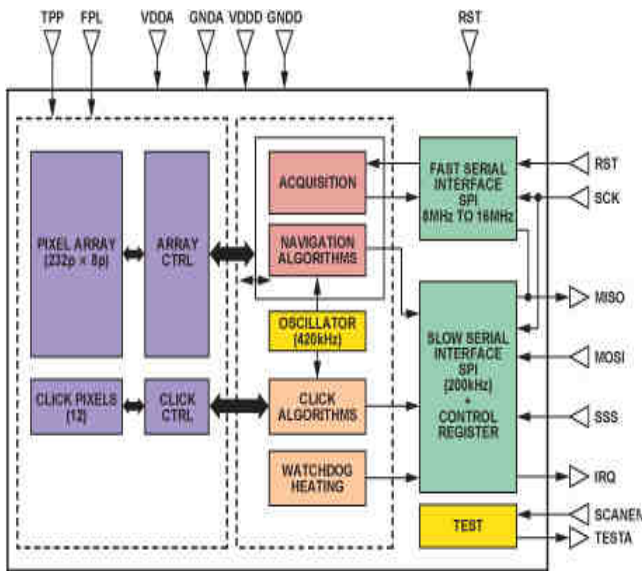 TPP FPL VDDA GNDA VDDD GNDD RST
PIXEL ARRAY
(232p × 8p)
ARRAY
CTRL
CLICK PIXELS
(12)
CLICK
CTRL
ACQUISITION
NAVIGATION
ALGORITHMS
OSCILLATOR
(420kHz)
CLICK
ALGORITHMS
WATCHDOG
HEATING
FAST SERIAL
INTERFACE
SPI
8MHz TO 16MHz
SLOW SERIAL
INTERFACE
SPI
(200kHz)
+
CONTROL
REGISTER
TEST
RST
SCK
MISO
MOSI
SSS
IRQ
SCANEN
TESTA